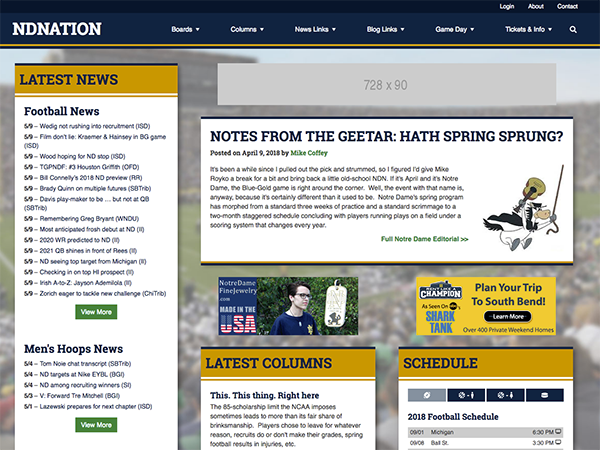 Login About Contact
NDNATION
Boards Columns News Links Blog Links Game Day Tickets & Info
LATEST NEWS
Football News
5/9 – Wedig not rushing into recruitment (ISD)
5/9 – Film don't lie: Kraemer & Hainsey in BG game
(ISD)
5/9 – Wood hoping for ND stop (ISD)
5/9 – TGPNDF: #3 Houston Griffith (OFD)
5/9 – Bill Connelly's 2018 ND preview (RR)
5/9 – Brady Quinn on multiple futures (SBTrib)
5/9 – Davis play-maker to be … but not at QB
(SBTrib)
5/9 – Remembering Greg Bryant (WNDU)
5/9 – Most anticipated frosh debut at ND (II)
5/9 – 2020 WR predicted to ND (II)
5/9 – 2021 QB shines in front of Rees (II)
5/9 – ND seeing top target from Michigan (II)
5/9 – Checking in on top HI prospect (II)
5/9 – Irish A-to-Z: Jayson Ademilola (II)
5/9 – Zorich eager to tackle new challenge (ChiTrib)
View More
Men's Hoops News
5/4 – Tom Noie chat transcript (SBTrib)
5/4 – ND targets at Nike EYBL (BGI)
5/4 – ND among recruiting winners (SI)
5/3 – V: Forward Tre Mitchell (BGI)
5/1 – Lazewski prepares for next chapter (ISD)
View More
728 x 90
NOTES FROM THE GEETAR: HATH SPRING SPRUNG?
Posted on April 9, 2018 by Mike Coffey
It's been a while since I pulled out the pick and strummed, so I figured I'd give Mike
Royko a break for a bit and bring back a little old-school NDN. If it's April and it's Notre
Dame, the Blue-Gold game is right around the corner. Well, the event with that name is,
anyway, because it's certainly different than it used to be. Notre Dame's spring program
has morphed from a standard three weeks of practice and a standard scrimmage to a
two-month staggered schedule concluding with players running plays on a field under a
scoring system that changes every year.
Full Notre Dame Editorial >>
NotreDame
FineJewelry
.com
MADE IN THE
USA
RENT LIKE A
CHAMPION
As Seen On abc
SHARK
TANK
Plan Your Trip
To South Bend!
Learn More
Over 400 Private Weekend Homes
LATEST COLUMNS
This. This thing. Right here
The 85-scholarship limit the NCAA imposes
sometimes leads to more than its fair share of
brinksmanship. Players chose to leave for whatever
reason, recruits do or don't make their grades, spring
football results in injuries, etc.
SCHEDULE
2018 Football Schedule
09/01 Michigan 6:30 PM
09/08 Ball St. 3:30 PM